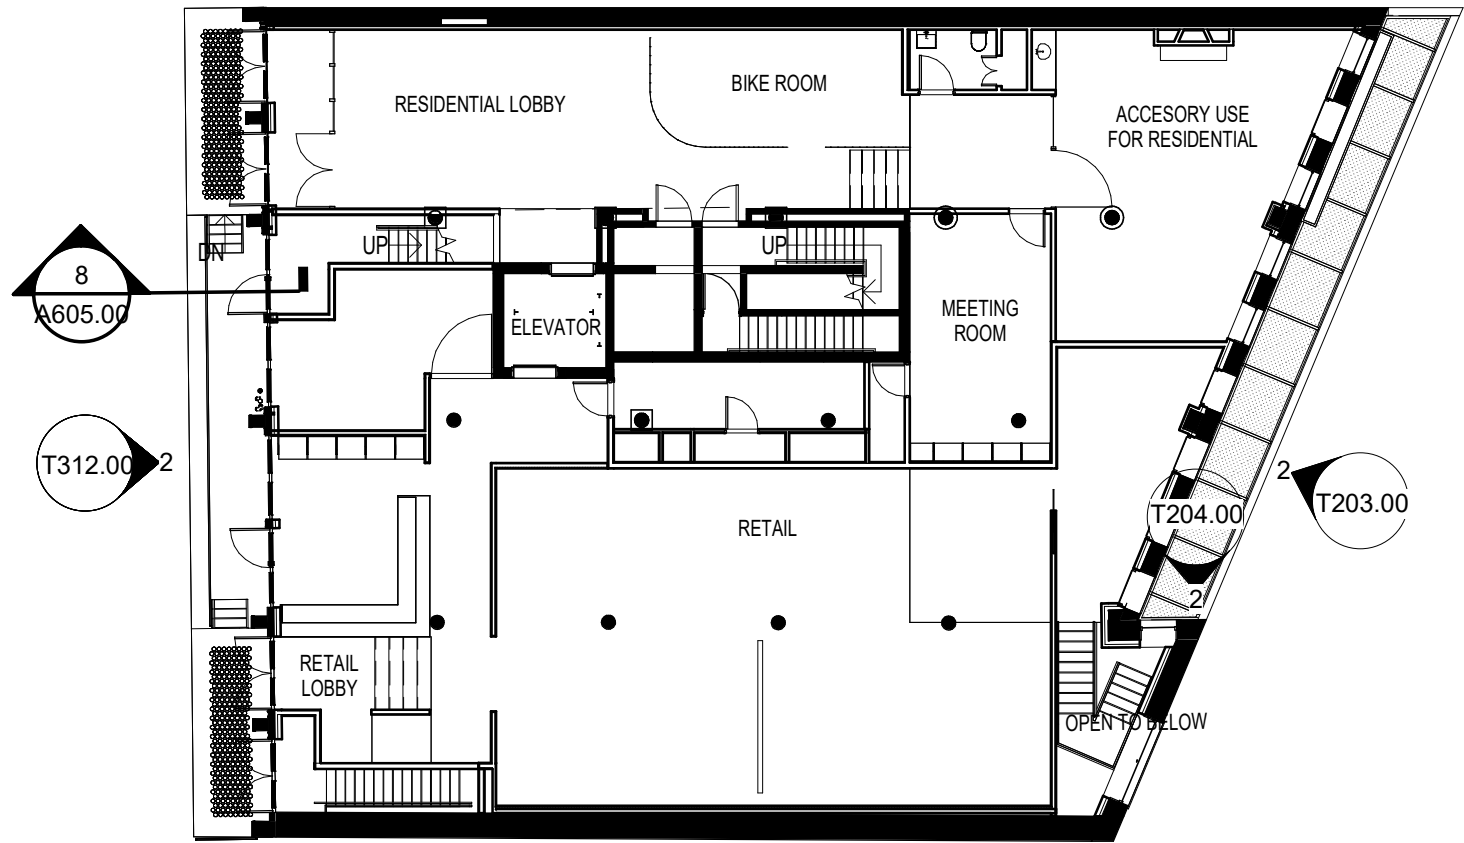 RESIDENTIAL LOBBY
BIKE ROOM
ACCESORY USE
FOR RESIDENTIAL
DN
UP
UP
8
A605.00
ELEVATOR
MEETING
ROOM
T312.00
2
2
T203.00
T204.00
2
RETAIL
RETAIL
LOBBY
OPEN TO BELOW